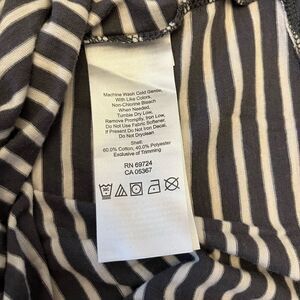 Machine Wash Cold Gentle
With Like Colors.
Non-Chlorine Bleach
When Needed.
Tumble Dry Low,
Remove Promptly. Iron Low,
Do Not Use Fabric Softener.
If Present Do Not Iron Decal,
Do Not Dryclean.
Shell:
60.0% Cotton, 40.0% Polyester
Exclusive of Trimming
RN 69724
CA 05367